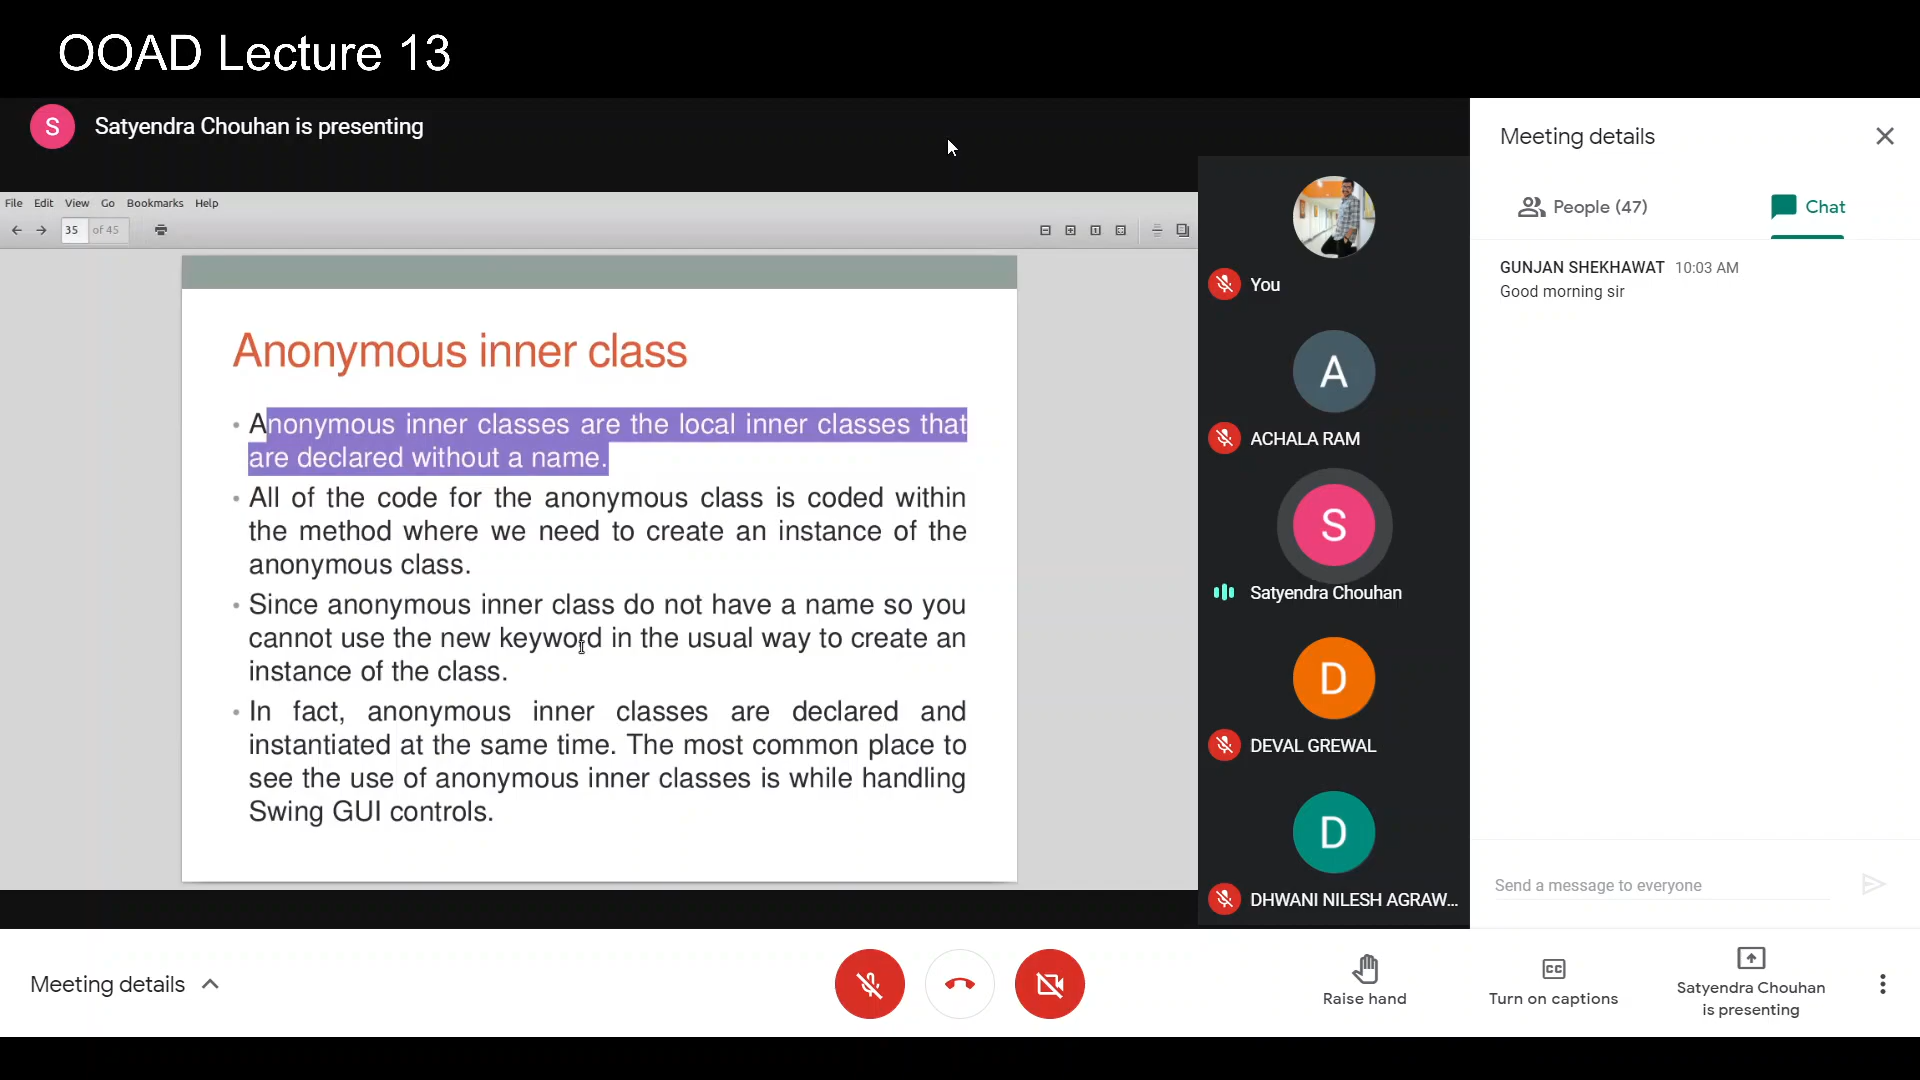 OOAD Lecture 13
S
Satyendra Chouhan is presenting
File Edit View Go Bookmarks Help
35 of 45
Anonymous inner class
• Anonymous inner classes are the local inner classes that
are declared without a name.
• All of the code for the anonymous class is coded within
the method where we need to create an instance of the
anonymous class.
• Since anonymous inner class do not have a name so you
cannot use the new keyword in the usual way to create an
instance of the class.
• In fact, anonymous inner classes are declared and
instantiated at the same time. The most common place to
see the use of anonymous inner classes is while handling
Swing GUI controls.
You
A
ACHALA RAM
S
Satyendra Chouhan
D
DEVAL GREWAL
D
DHWANI NILESH AGRAW...
Meeting details
People (47)
Chat
GUNJAN SHEKHAWAT 10:03 AM
Good morning sir
Send a message to everyone
Meeting details
Raise hand
CC
Turn on captions
Satyendra Chouhan
is presenting